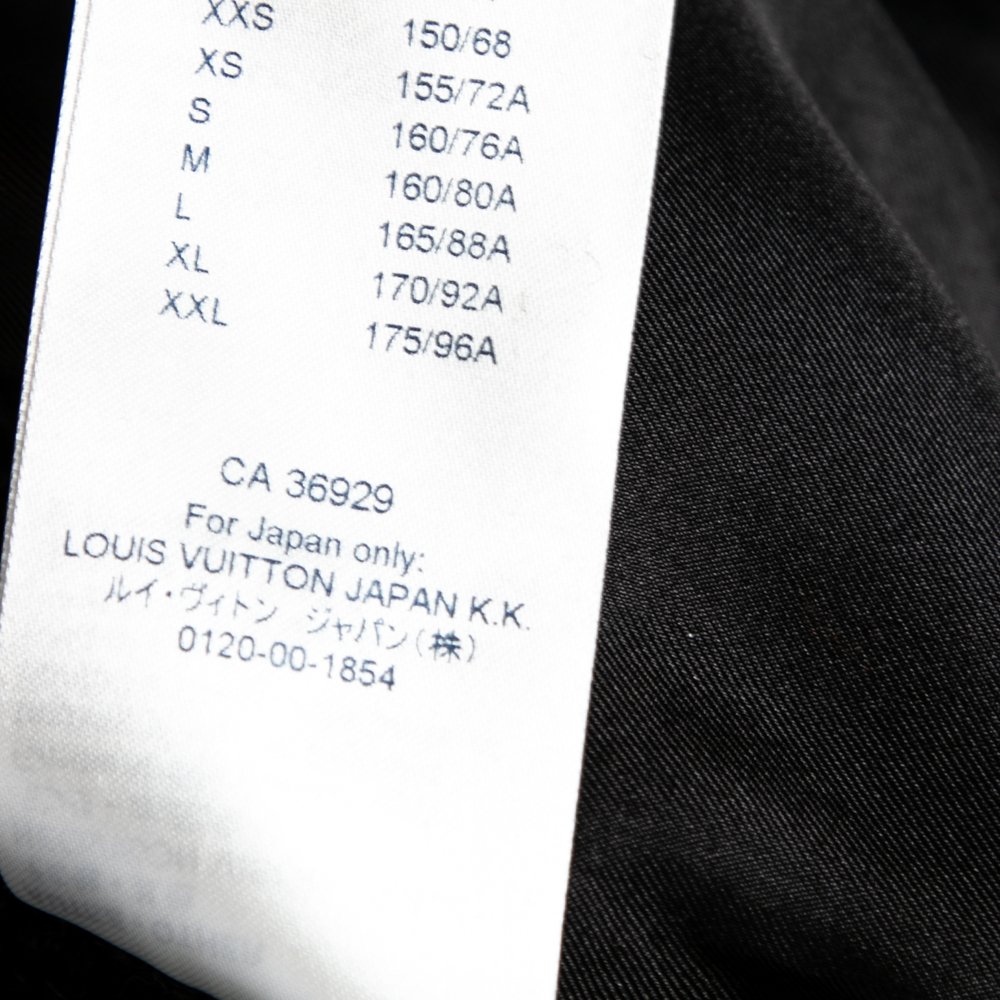 XXS 150/68
XS 155/72A
S 160/76A
M 160/80A
L 165/88A
XL 170/92A
XXL 175/96A
CA 36929
For Japan only:
LOUIS VUITTON JAPAN K.K.
ルイ・ヴィトン ジャパン(株)
0120-00-1854